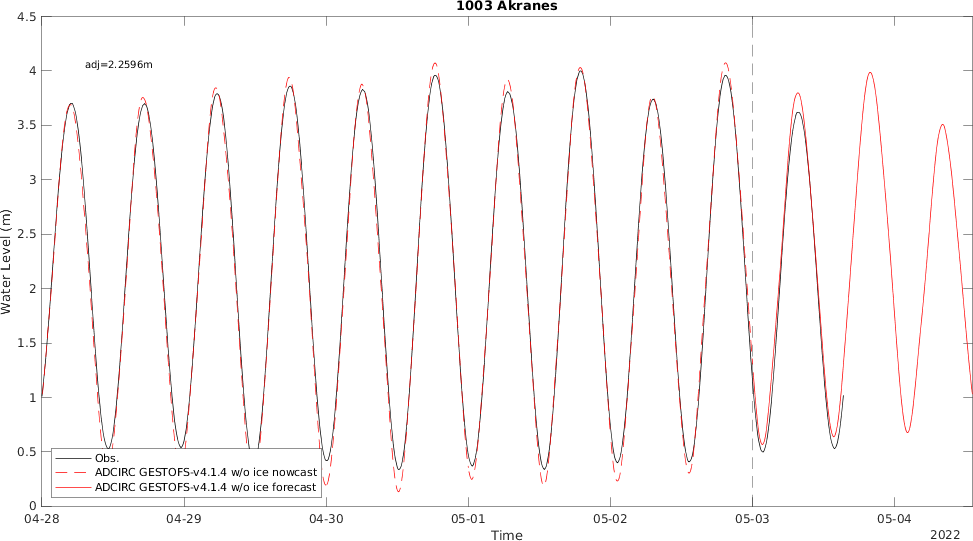 1003 Akranes
4.5
4
3.5
3
2.5
2
1.5
1
0.5
0
Water Level (m)
adj=2.2596m
Obs.
ADCIRC GESTOFS-v4.1.4 w/o ice nowcast
ADCIRC GESTOFS-v4.1.4 w/o ice forecast
04-28 04-29 04-30 05-01 05-02 05-03 05-04
Time
2022